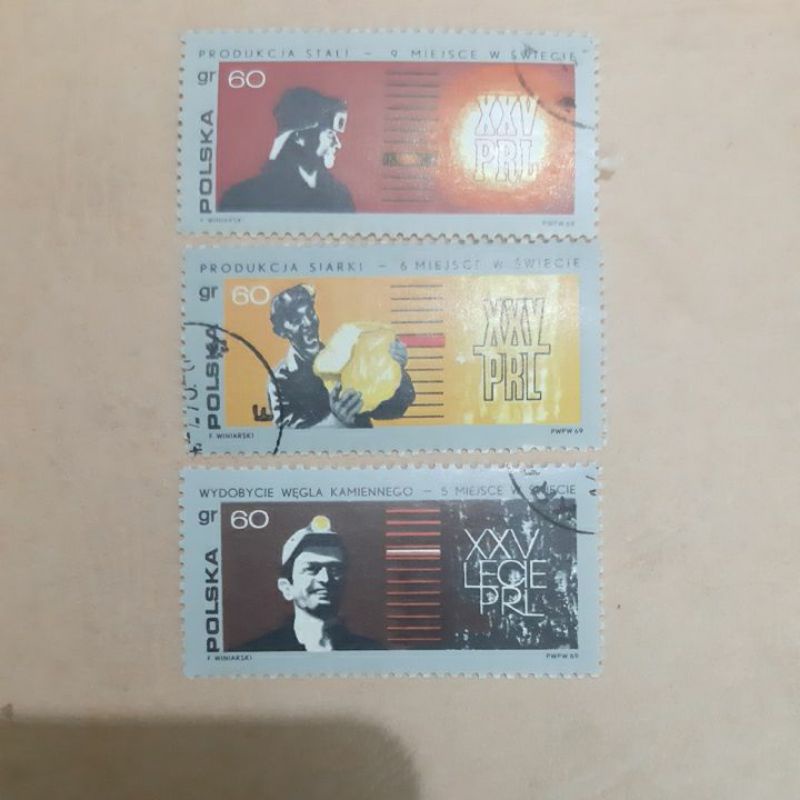 PRODUKCJA STALI – 9 MIEJSCE W ŚWIECIE
gr 60
POLSKA
XXV
PRL
F. WINIARSKI
PWPW 69
PRODUKCJA SIARKI – 6 MIEJSCE W ŚWIECIE
gr 60
POLSKA
XXV
PRL
F. WINIARSKI
PWPW 69
WYDOBYCIE WĘGLA KAMIENNEGO – 5 MIEJSCE W ŚWIECIE
gr 60
POLSKA
XXV
LECIE
PRL
F. WINIARSKI
PWPW 69